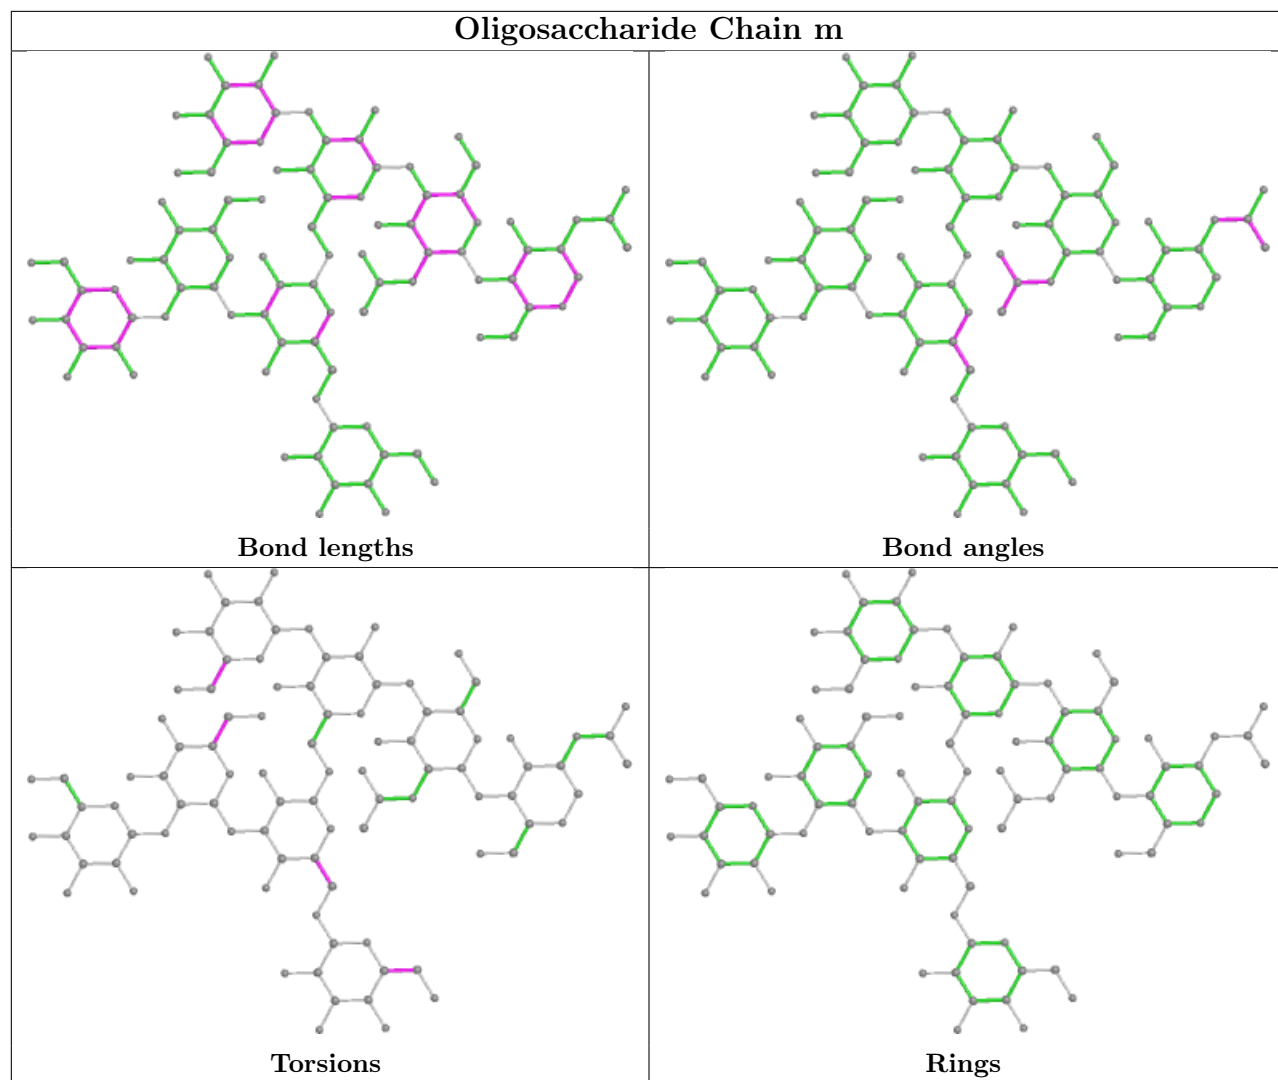 Oligosaccharide Chain m
Bond lengths
Bond angles
Torsions
Rings